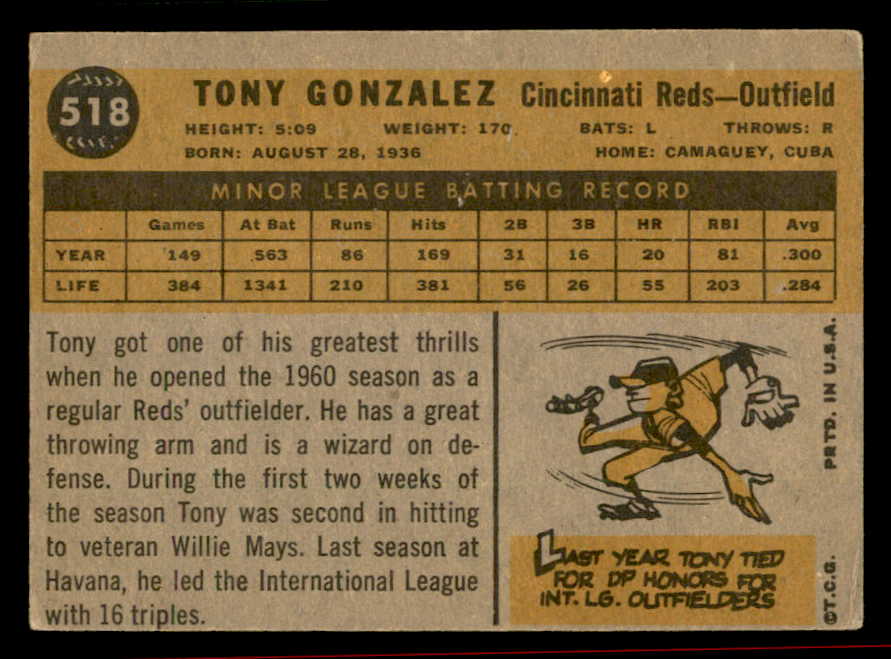 518
TONY GONZALEZ Cincinnati Reds—Outfield
HEIGHT: 5:09 WEIGHT: 170 BATS: L THROWS: R
BORN: AUGUST 28, 1936 HOME: CAMAGUEY, CUBA
MINOR LEAGUE BATTING RECORD
Games At Bat Runs Hits 2B 3B HR RBI Avg
YEAR 149 563 86 169 31 16 20 81 .300
LIFE 384 1341 210 381 56 26 55 203 .284
Tony got one of his greatest thrills
when he opened the 1960 season as a
regular Reds' outfielder. He has a great
throwing arm and is a wizard on de-
fense. During the first two weeks of
the season Tony was second in hitting
to veteran Willie Mays. Last season at
Havana, he led the International League
with 16 triples.
LAST YEAR TONY TIED
FOR DP HONORS FOR
INT. LG. OUTFIELDERS
©T.C.G. PRTD. IN U.S.A.